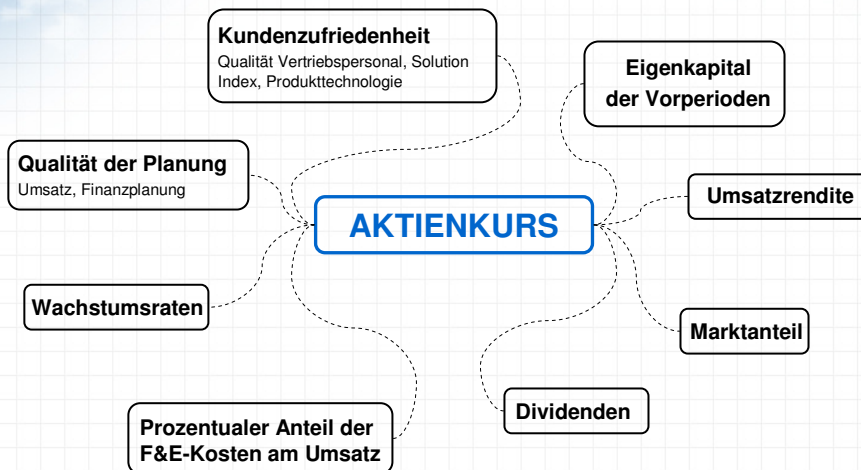 Kundenzufriedenheit
Qualität Vertriebspersonal, Solution
Index, Produkttechnologie
Eigenkapital
der Vorperioden
Qualität der Planung
Umsatz, Finanzplanung
Umsatzrendite
AKTIENKURS
Wachstumsraten
Marktanteil
Dividenden
Prozentualer Anteil der
F&E-Kosten am Umsatz